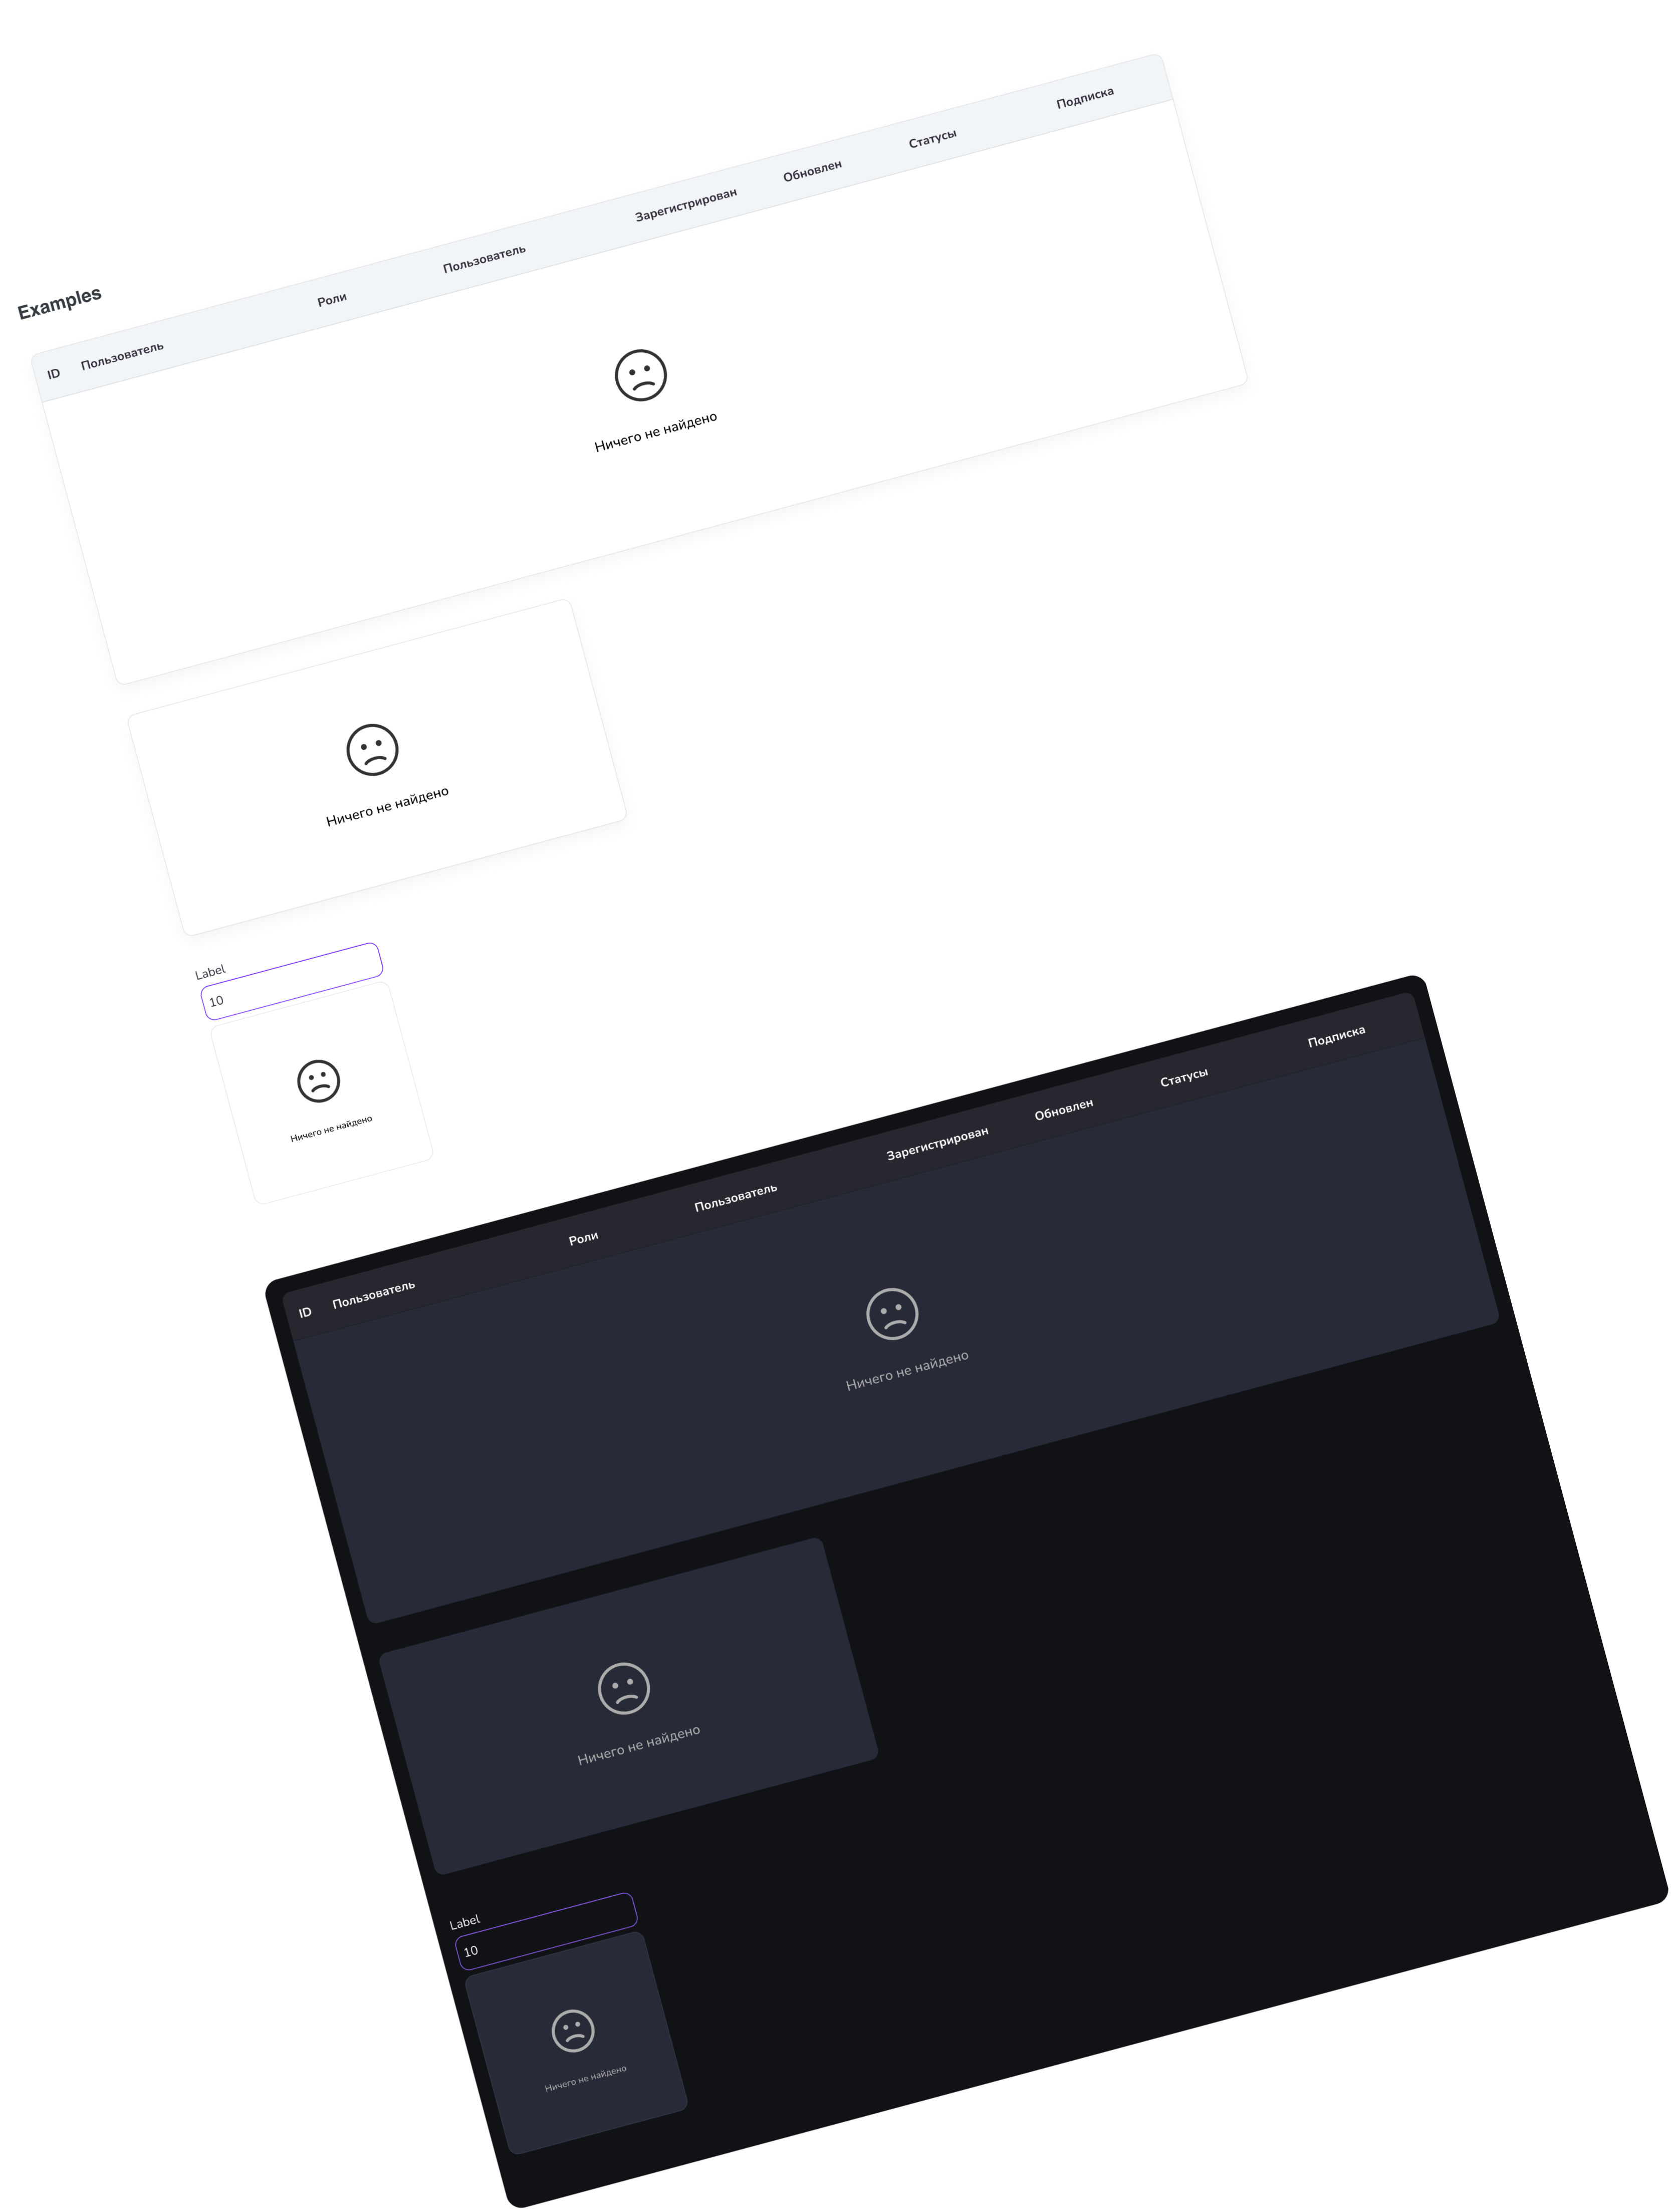 Examples
ID Пользователь Роли Пользователь Зарегистрирован Обновлен Статусы Подписка
Ничего не найдено
Ничего не найдено
Label
10
Ничего не найдено
ID Пользователь Роли Пользователь Зарегистрирован Обновлен Статусы Подписка
Ничего не найдено
Ничего не найдено
Label
10
Ничего не найдено